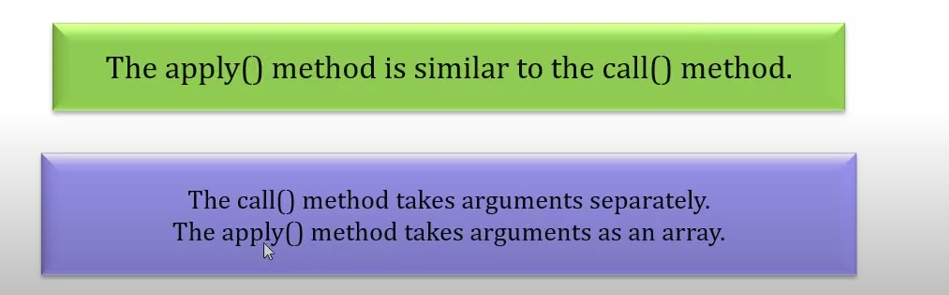 The apply() method is similar to the call() method.
The call() method takes arguments separately.
The apply() method takes arguments as an array.